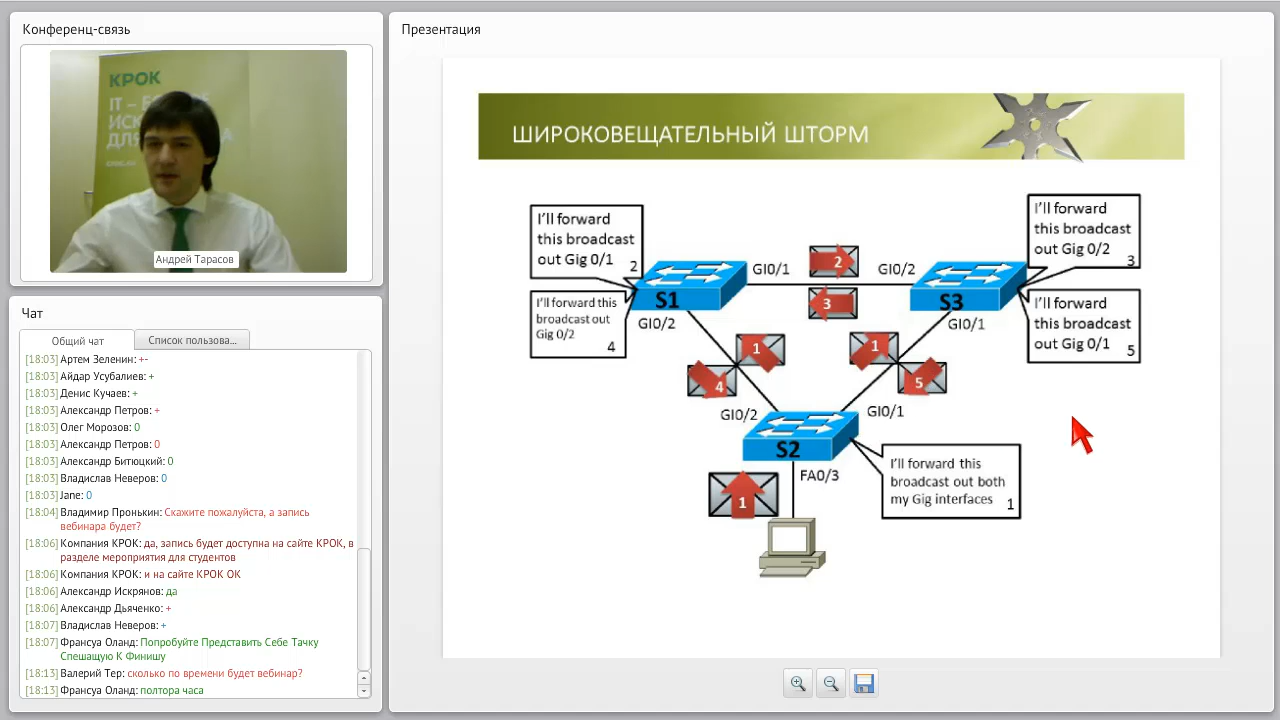 Конференц-связь
КРОК
Андрей Тарасов
Чат
Общий чат
Список пользова...
[18:03] Артем Зеленин: +-
[18:03] Айдар Усубалиев: +
[18:03] Денис Кучаев: +
[18:03] Александр Петров: +
[18:03] Олег Морозов: 0
[18:03] Александр Петров: 0
[18:03] Александр Битюцкий: 0
[18:03] Владислав Неверов: 0
[18:03] Jane: 0
[18:04] Владимир Пронькин: Скажите пожалуйста, а запись
вебинара будет?
[18:06] Компания КРОК: да, запись будет доступна на сайте КРОК, в
разделе мероприятия для студентов
[18:06] Компания КРОК: и на сайте КРОК ОК
[18:06] Александр Искрянов: да
[18:06] Александр Дьяченко: +
[18:07] Владислав Неверов: +
[18:07] Франсуа Оланд: Попробуйте Представить Себе Тачку
Спешащую К Финишу
[18:13] Валерий Тер: сколько по времени будет вебинар?
[18:13] Франсуа Оланд: полтора часа
Презентация
ШИРОКОВЕЩАТЕЛЬНЫЙ ШТОРМ
I'll forward
this broadcast
out Gig 0/1
2
I'll forward this
broadcast out
Gig 0/2
4
S1
GI0/1
GI0/2
2
3
GI0/2
S3
GI0/1
I'll forward
this broadcast
out Gig 0/2
3
I'll forward
this broadcast
out Gig 0/1
5
1
4
1
5
GI0/2
GI0/1
S2
FA0/3
1
I'll forward this
broadcast out both
my Gig interfaces
1